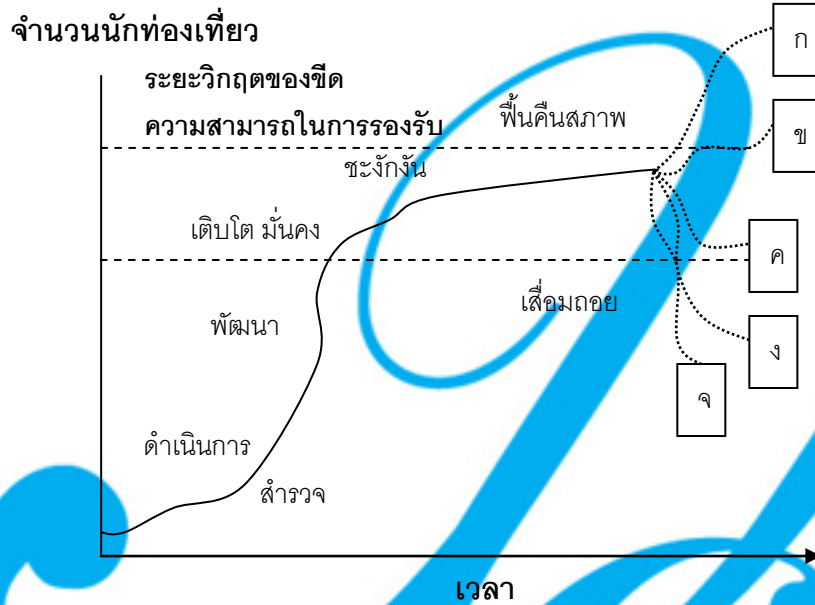 จำนวนนักท่องเที่ยว
ก
ระยะวิกฤตของขีด
ความสามารถในการรองรับ
ฟื้นคืนสภาพ
ข
ชะงักงัน
เติบโต มั่นคง
ค
เสื่อมถอย
พัฒนา
ง
จ
ดำเนินการ
สำรวจ
เวลา